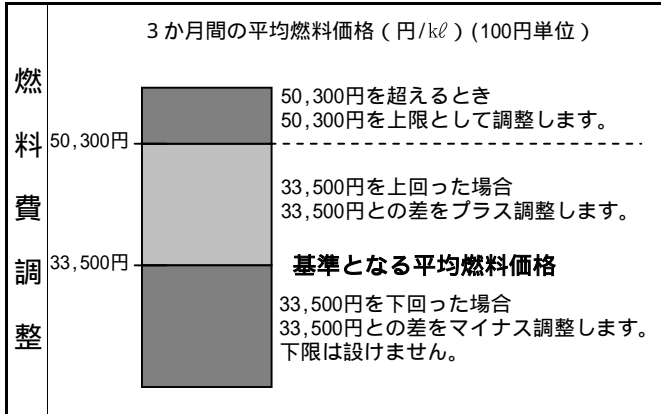 ３か月間の平均燃料価格（円/㎘）(100円単位）
燃料費調整
50,300円を超えるとき
50,300円を上限として調整します。
50,300円
33,500円を上回った場合
33,500円との差をプラス調整します。
33,500円
基準となる平均燃料価格
33,500円を下回った場合
33,500円との差をマイナス調整します。
下限は設けません。